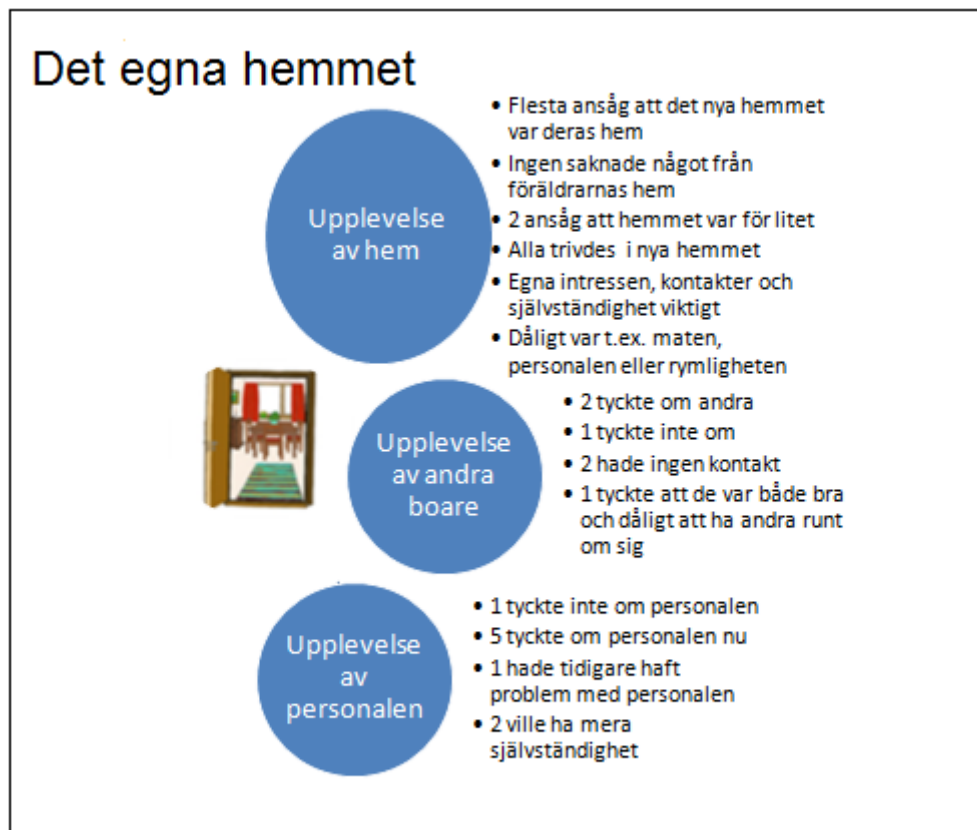 Det egna hemmet
Upplevelse
av hem
• Flesta ansåg att det nya hemmet
var deras hem
• Ingen saknade något från
föräldrarnas hem
• 2 ansåg att hemmet var för litet
• Alla trivdes i nya hemmet
• Egna intressen, kontakter och
självständighet viktigt
• Dåligt var t.ex. maten,
personalen eller rymligheten
Upplevelse
av andra
boare
• 2 tyckte om andra
• 1 tyckte inte om
• 2 hade ingen kontakt
• 1 tyckte att de var både bra
och dåligt att ha andra runt
om sig
Upplevelse
av
personalen
• 1 tyckte inte om personalen
• 5 tyckte om personalen nu
• 1 hade tidigare haft
problem med personalen
• 2 ville ha mera
självständighet